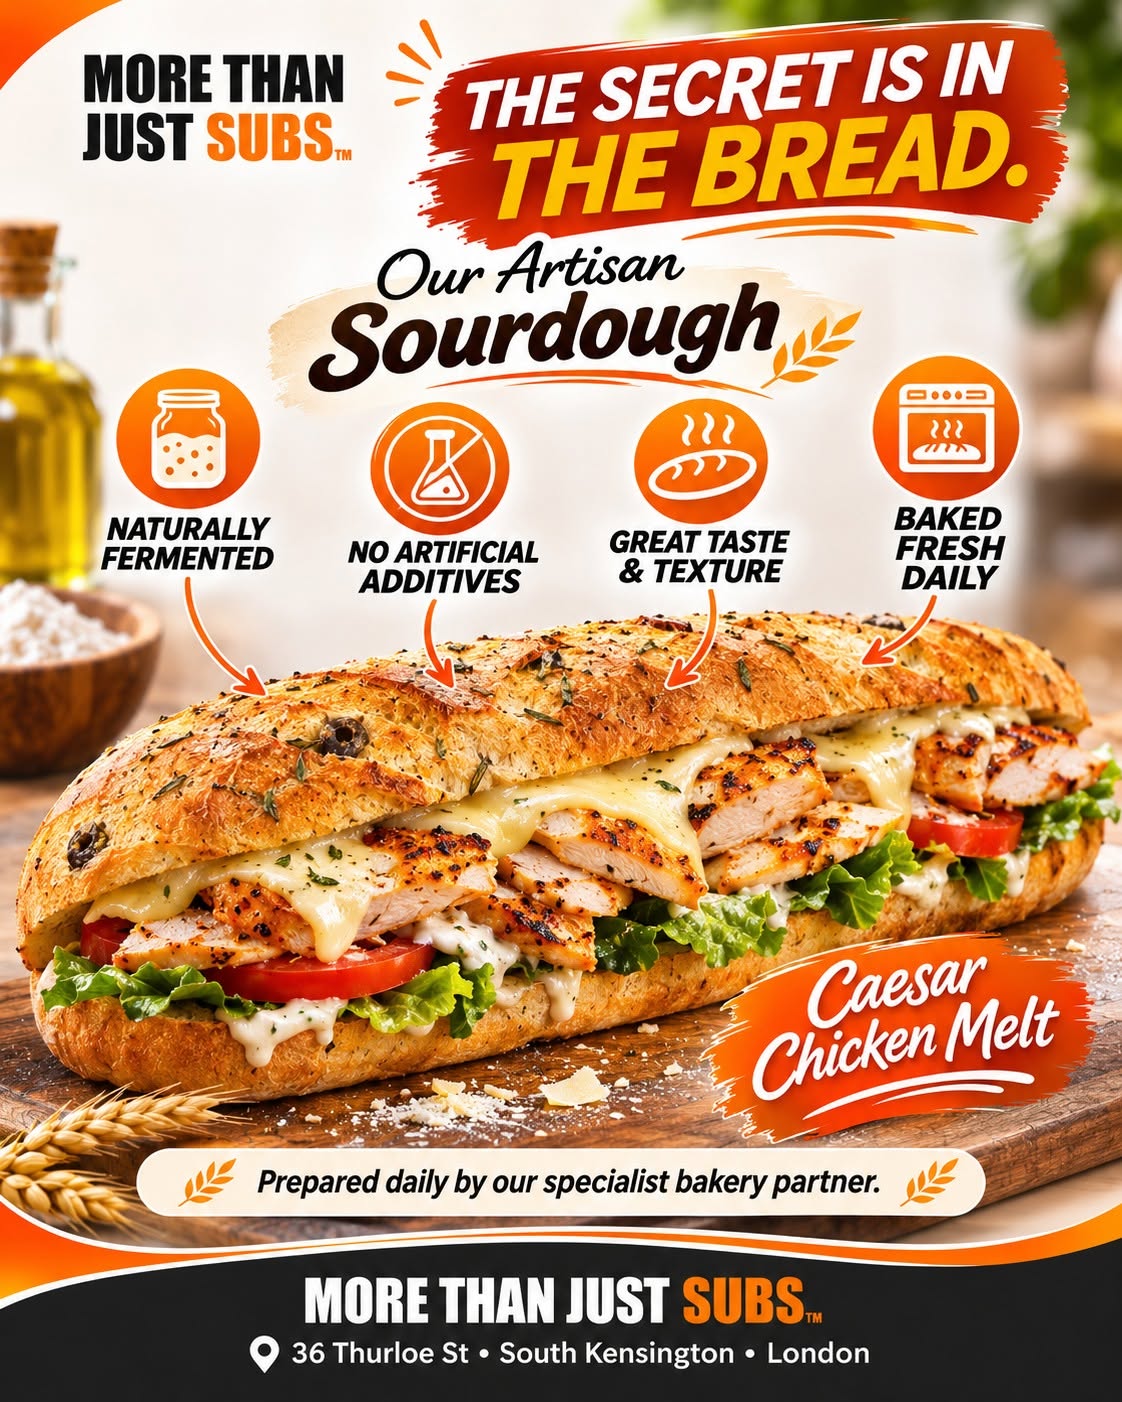 MORE THAN
JUST SUBS™
THE SECRET IS IN
THE BREAD.
Our Artisan
Sourdough
NATURALLY
FERMENTED
NO ARTIFICIAL
ADDITIVES
GREAT TASTE
& TEXTURE
BAKED
FRESH
DAILY
Caesar
Chicken Melt
Prepared daily by our specialist bakery partner.
MORE THAN JUST SUBS™
36 Thurloe St • South Kensington • London